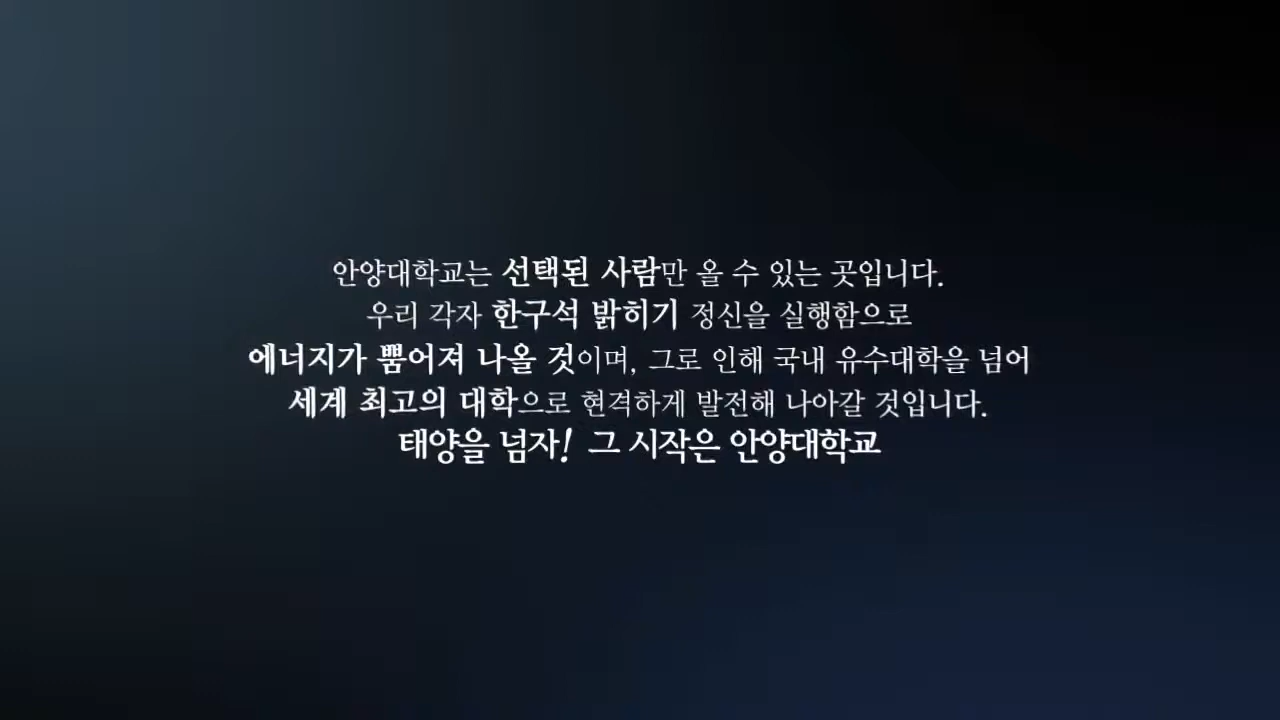 안양대학교는 선택된 사람만 올 수 있는 곳입니다.
우리 각자 한구석 밝히기 정신을 실행함으로
에너지가 뿜어져 나올 것이며, 그로 인해 국내 유수대학을 넘어
세계 최고의 대학으로 현격하게 발전해 나아갈 것입니다.
태양을 넘자! 그 시작은 안양대학교